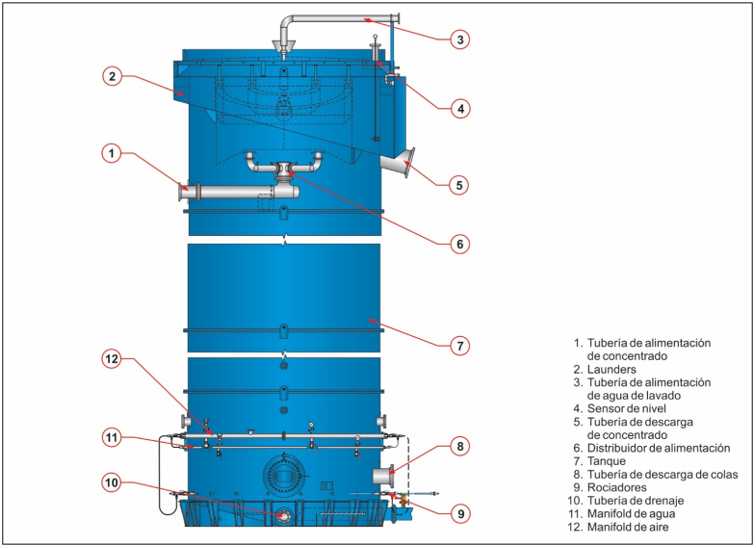 3
2
4
1
5
6
7
12
11
8
10
9
1. Tubería de alimentación
de concentrado
2. Launders
3. Tubería de alimentación
de agua de lavado
4. Sensor de nivel
5. Tubería de descarga
de concentrado
6. Distribuidor de alimentación
7. Tanque
8. Tubería de descarga de colas
9. Rociadores
10. Tubería de drenaje
11. Manifold de agua
12. Manifold de aire